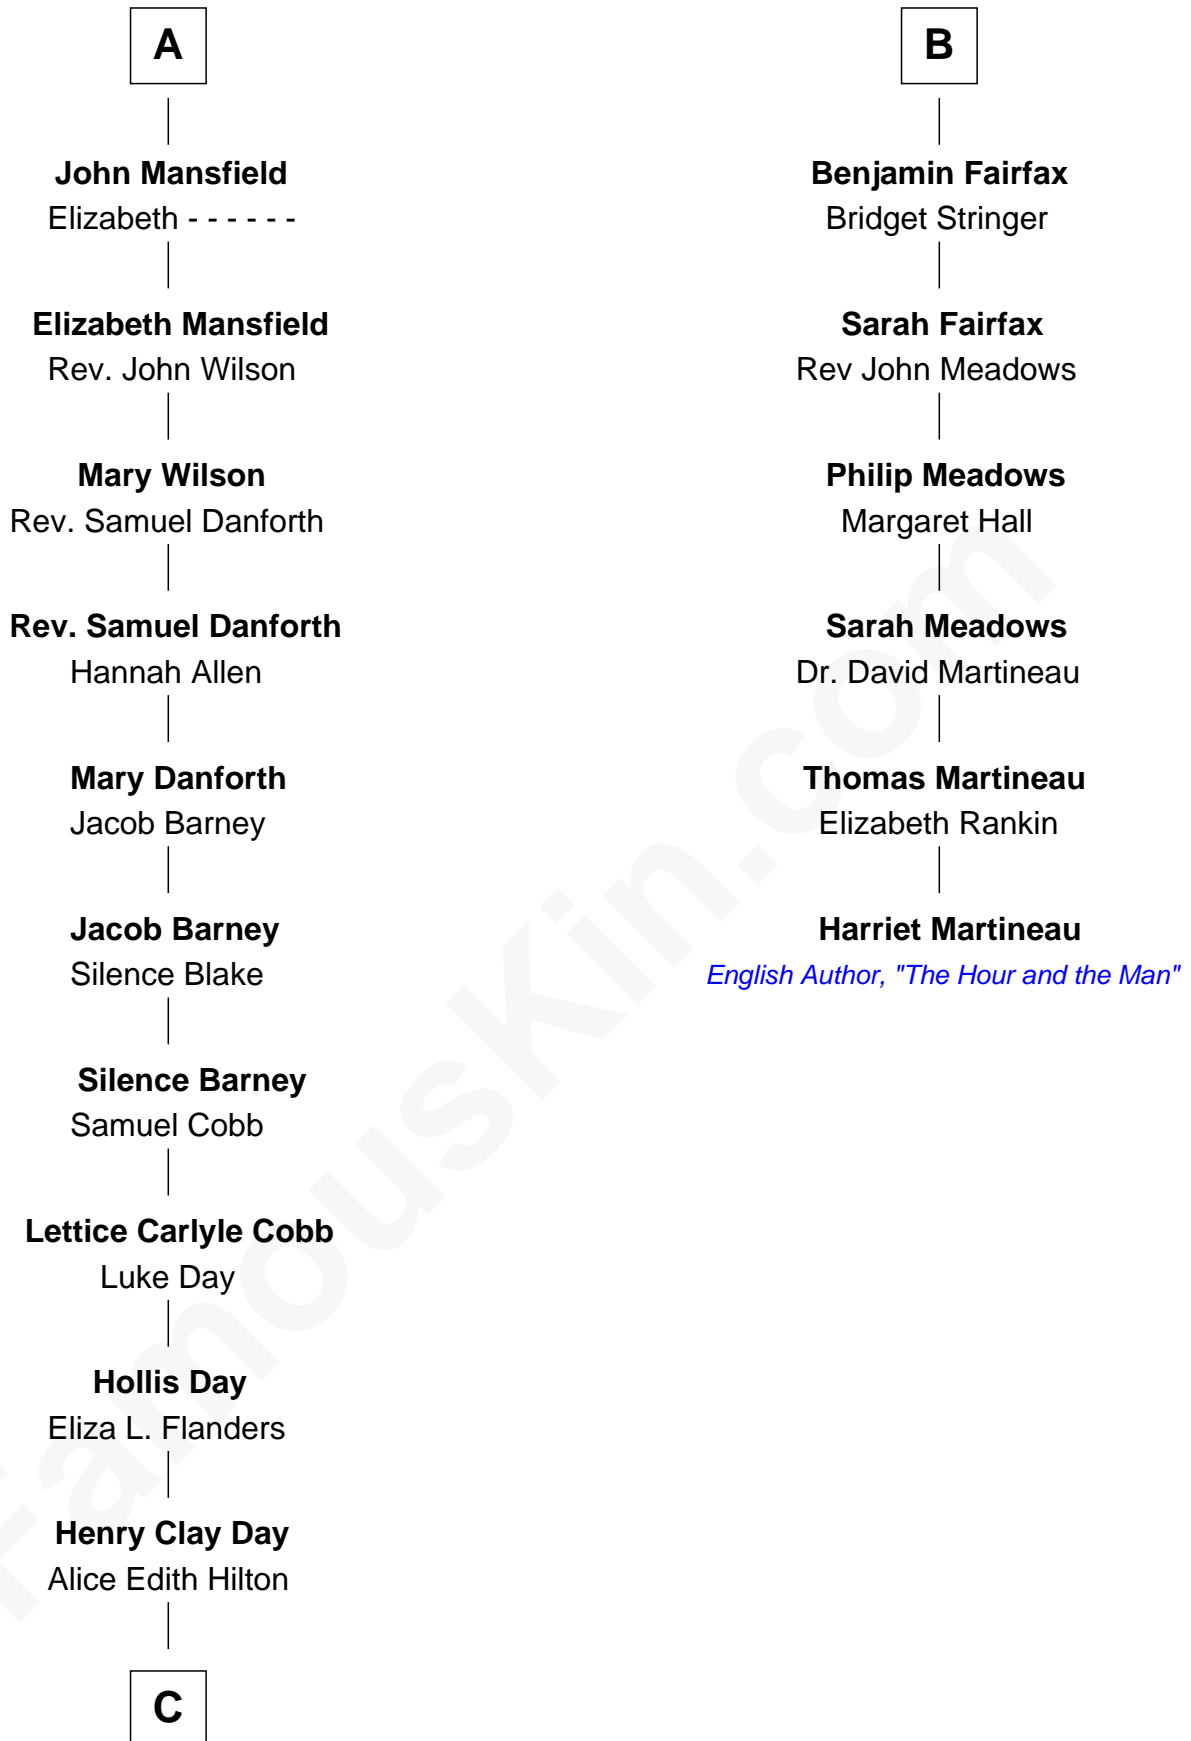 A
John Mansfield
Elizabeth - - - - - -
Elizabeth Mansfield
Rev. John Wilson
Mary Wilson
Rev. Samuel Danforth
Rev. Samuel Danforth
Hannah Allen
Mary Danforth
Jacob Barney
Jacob Barney
Silence Blake
Silence Barney
Samuel Cobb
Lettice Carlyle Cobb
Luke Day
Hollis Day
Eliza L. Flanders
Henry Clay Day
Alice Edith Hilton
C
B
Benjamin Fairfax
Bridget Stringer
Sarah Fairfax
Rev John Meadows
Philip Meadows
Margaret Hall
Sarah Meadows
Dr. David Martineau
Thomas Martineau
Elizabeth Rankin
Harriet Martineau
English Author, "The Hour and the Man"
FamousKin.com